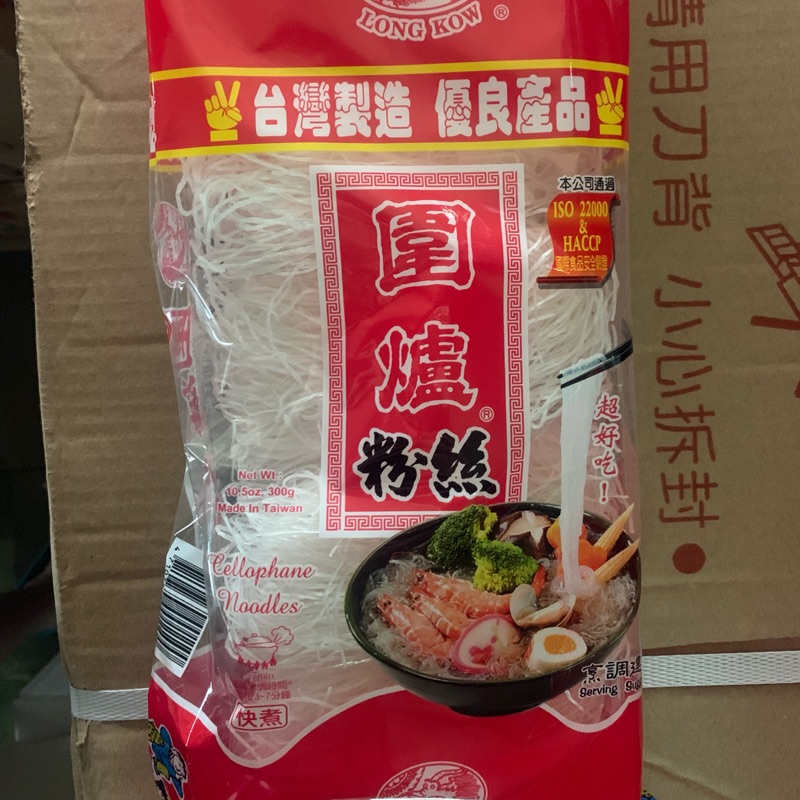 LONG KOW ®
台灣製造 優良產品
本公司通過
ISO 22000
&
HACCP
國際食品安全驗證
圍爐®
粉絲
超好吃！
Net Wt.:
10.5oz, 300g
Made In Taiwan
Cellophane
Noodles
快煮
烹調建
Serving
請用刀背 小心拆封